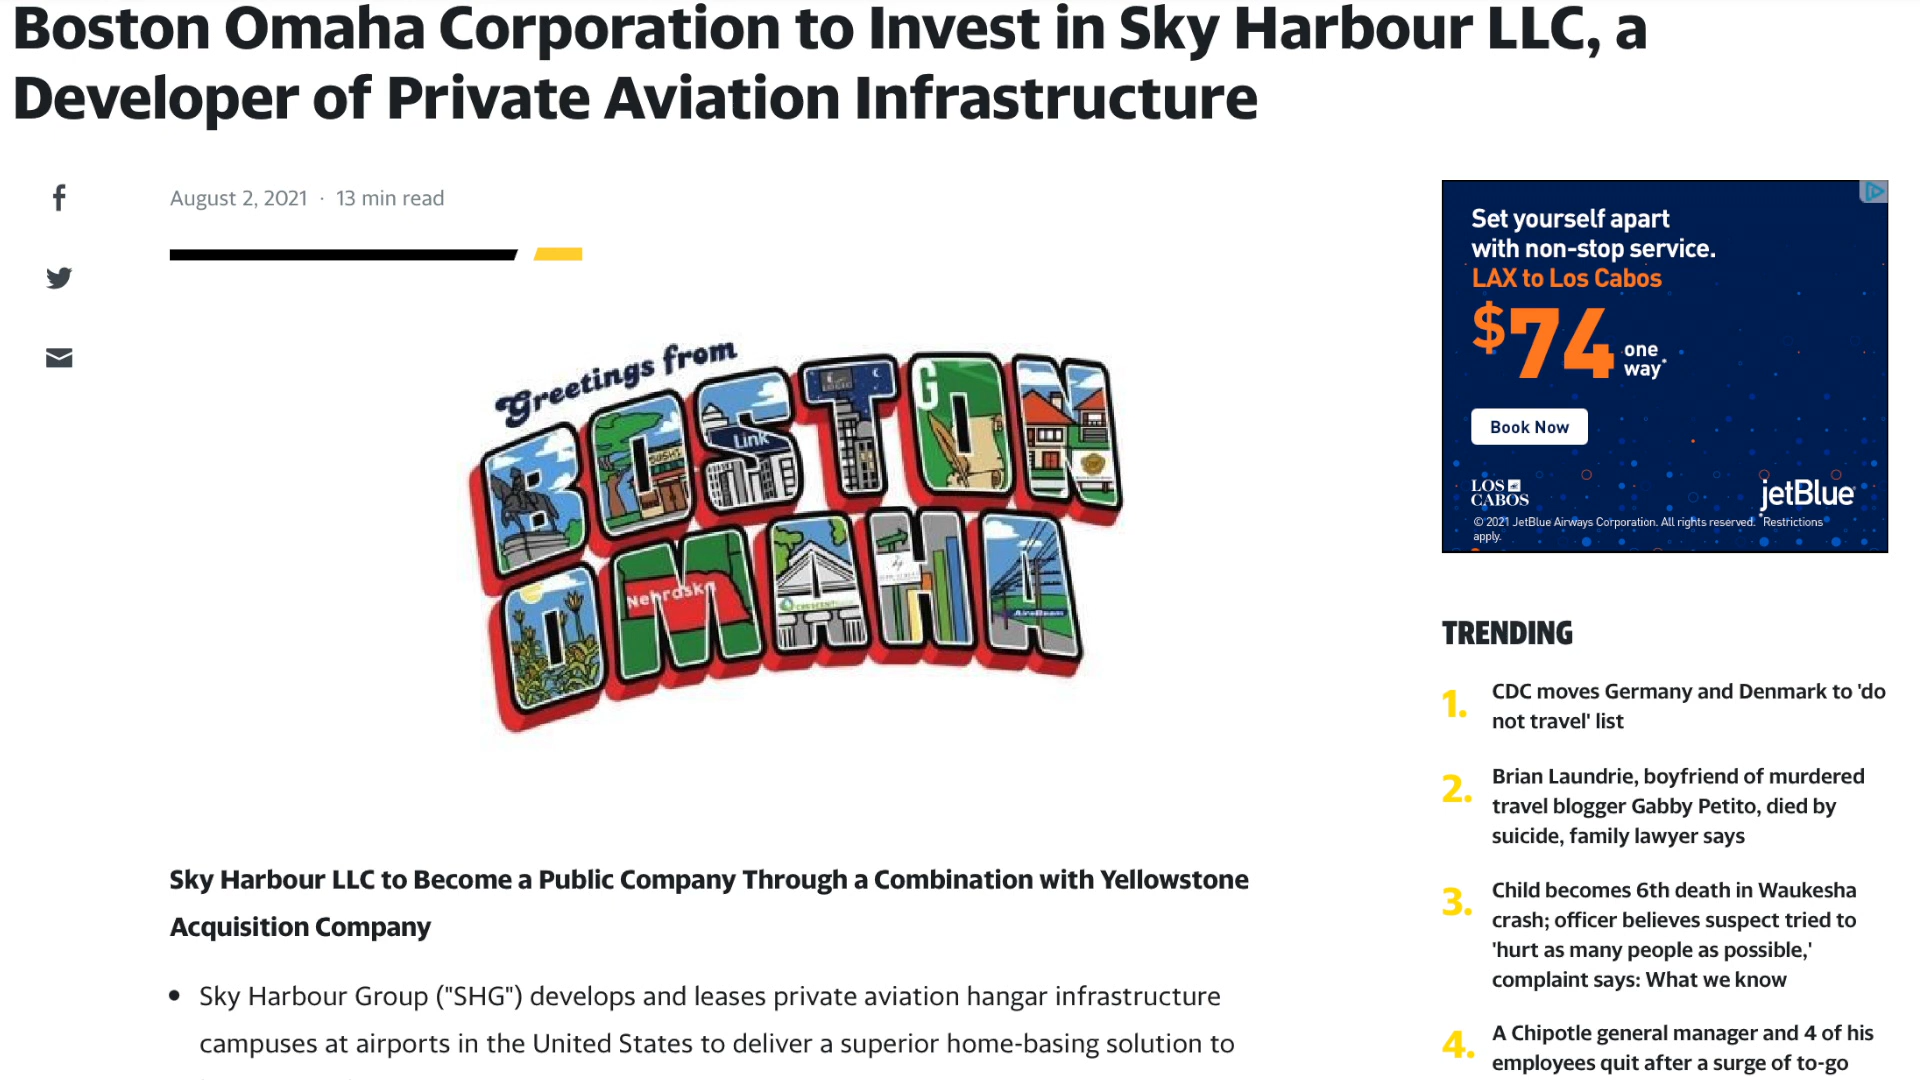 Boston Omaha Corporation to Invest in Sky Harbour LLC, a
Developer of Private Aviation Infrastructure
August 2, 2021 · 13 min read
Greetings from
BOSTON
Link
SUSHI
LOGIC
G
OMAHA
Nebraska
CRESCENT
AireBeam
Sky Harbour LLC to Become a Public Company Through a Combination with Yellowstone
Acquisition Company
• Sky Harbour Group ("SHG") develops and leases private aviation hangar infrastructure
campuses at airports in the United States to deliver a superior home-basing solution to
Set yourself apart
with non-stop service.
LAX to Los Cabos
$74 one
way*
Book Now
LOS
CABOS
jetBlue
© 2021 JetBlue Airways Corporation. All rights reserved. *Restrictions
apply.
TRENDING
1. CDC moves Germany and Denmark to 'do
not travel' list
2. Brian Laundrie, boyfriend of murdered
travel blogger Gabby Petito, died by
suicide, family lawyer says
3. Child becomes 6th death in Waukesha
crash; officer believes suspect tried to
'hurt as many people as possible,'
complaint says: What we know
4. A Chipotle general manager and 4 of his
employees quit after a surge of to-go